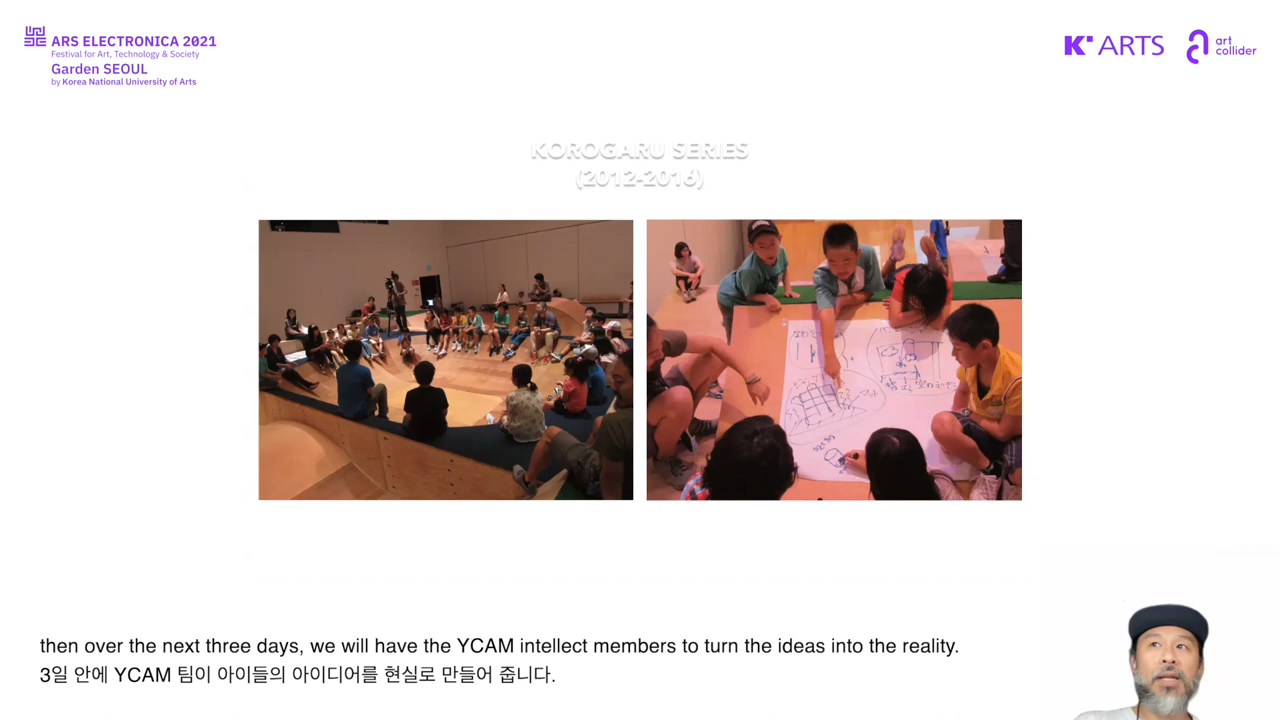 ARS ELECTRONICA 2021
Festival for Art, Technology & Society
Garden SEOUL
by Korea National University of Arts
K' ARTS
art
collider
KOROGARU SERIES
(2012-2016)
then over the next three days, we will have the YCAM intellect members to turn the ideas into the reality.
3일 안에 YCAM 팀이 아이들의 아이디어를 현실로 만들어 줍니다.